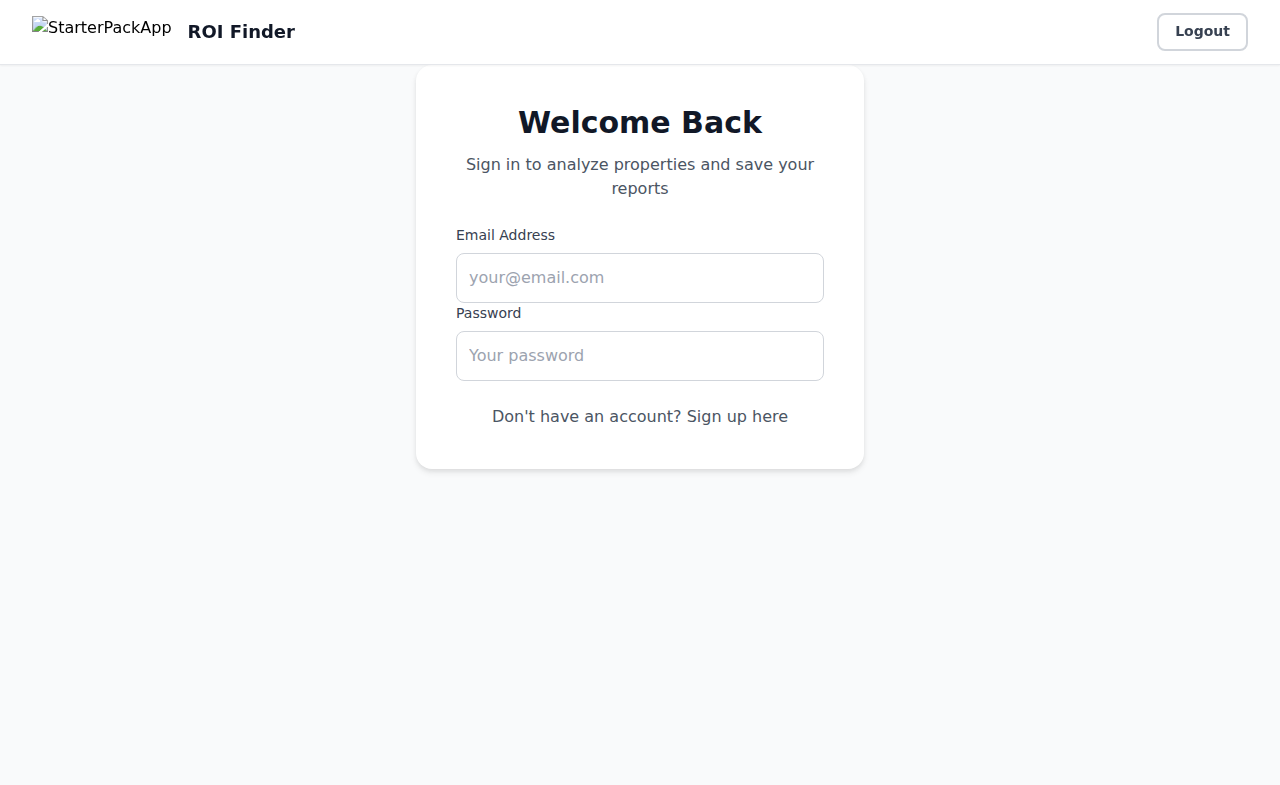 StarterPackApp
ROI Finder
Logout
Welcome Back
Sign in to analyze properties and save your
reports
Email Address
your@email.com
Password
Your password
Don't have an account? Sign up here